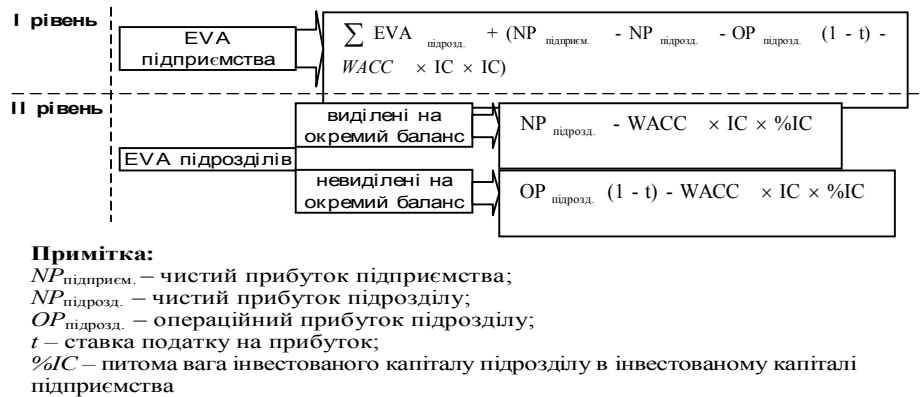 І рівень
EVA
підприємства
∑ EVA підрозд. + (NP підприєм. - NP підрозд. - OP підрозд. (1 - t) -
WACC × IC × IC)
ІІ рівень
EVA підрозділів
виділені на
окремий баланс
NP підрозд. - WACC × IC × %IC
невиділені на
окремий баланс
OP підрозд. (1 - t) - WACC × IC × %IC
Примітка:
NPпідприєм. – чистий прибуток підприємства;
NPпідрозд. – чистий прибуток підрозділу;
OPпідрозд. – операційний прибуток підрозділу;
t – ставка податку на прибуток;
%IC – питома вага інвестованого капіталу підрозділу в інвестованому капіталі
підприємства